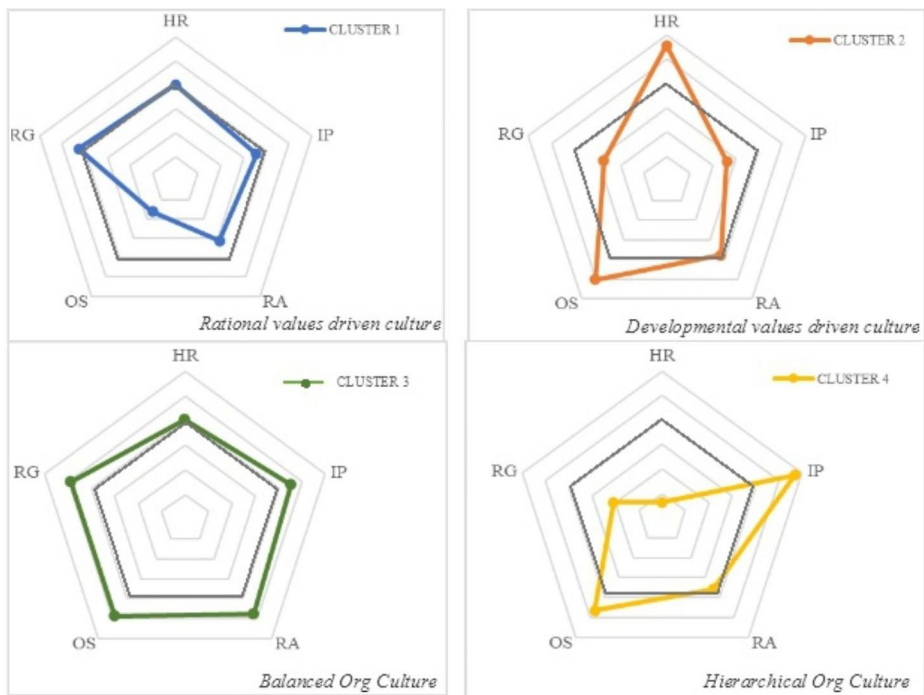 HR
CLUSTER 1
RG
IP
OS
RA
Rational values driven culture
HR
CLUSTER 2
RG
IP
OS
RA
Developmental values driven culture
HR
CLUSTER 3
RG
IP
OS
RA
Balanced Org Culture
HR
CLUSTER 4
RG
IP
OS
RA
Hierarchical Org Culture